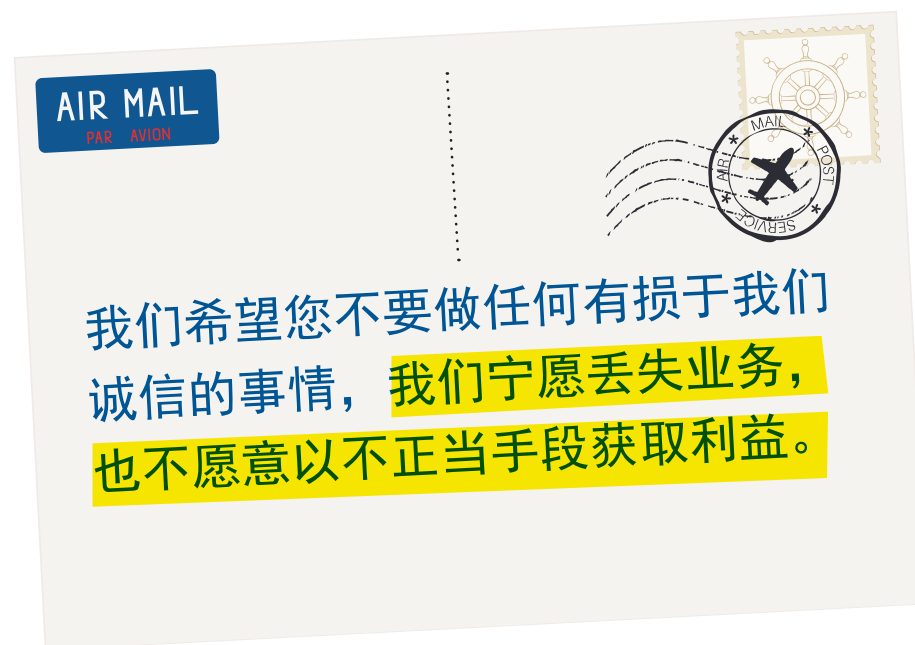 AIR MAIL
PAR AVION
AIR MAIL POST SERVICE
我们希望您不要做任何有损于我们
诚信的事情，我们宁愿丢失业务，
也不愿意以不正当手段获取利益。